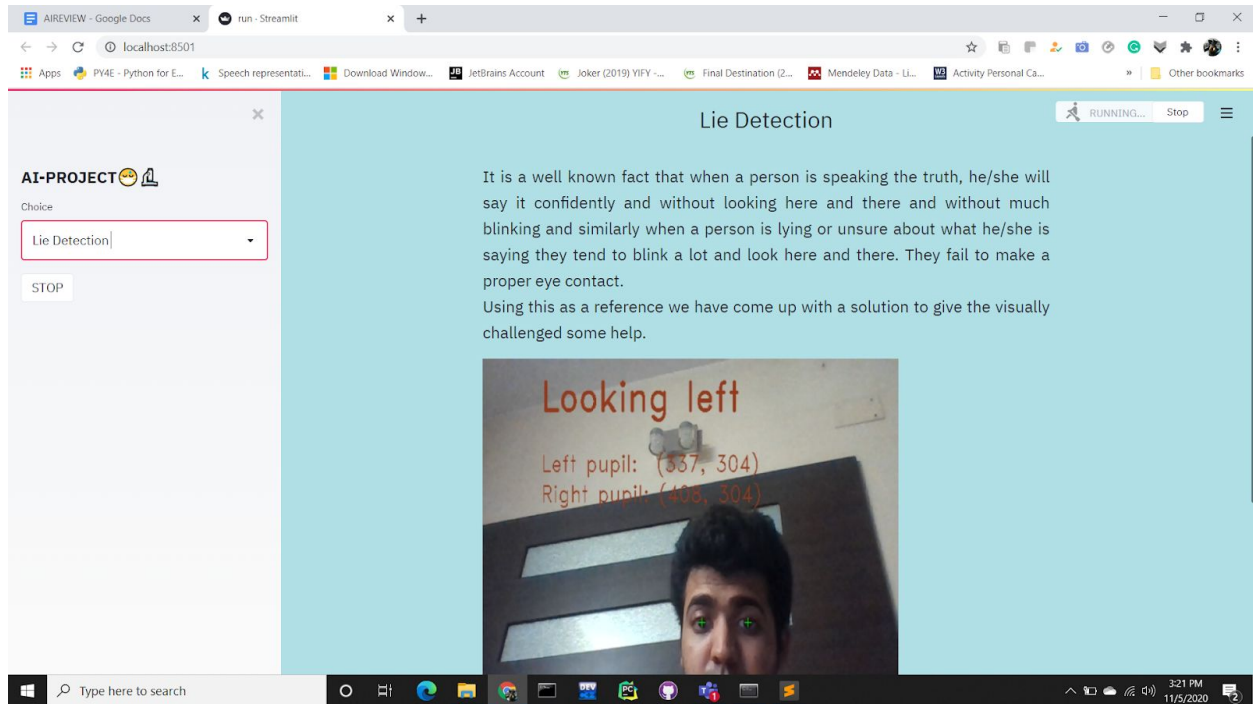 AIREVIEW - Google Docs
run - Streamlit
localhost:8501
Apps
PY4E - Python for E...
Speech representati...
Download Window...
JetBrains Account
Joker (2019) YIFY -...
Final Destination (2...
Mendeley Data - Li...
Activity Personal Ca...
»
Other bookmarks
AI-PROJECT
Choice
Lie Detection
STOP
RUNNING...
Stop
Lie Detection
It is a well known fact that when a person is speaking the truth, he/she will
say it confidently and without looking here and there and without much
blinking and similarly when a person is lying or unsure about what he/she is
saying they tend to blink a lot and look here and there. They fail to make a
proper eye contact.
Using this as a reference we have come up with a solution to give the visually
challenged some help.
Looking left
Left pupil: (337, 304)
Right pupil: (408, 304)
Type here to search
3:21 PM
11/5/2020